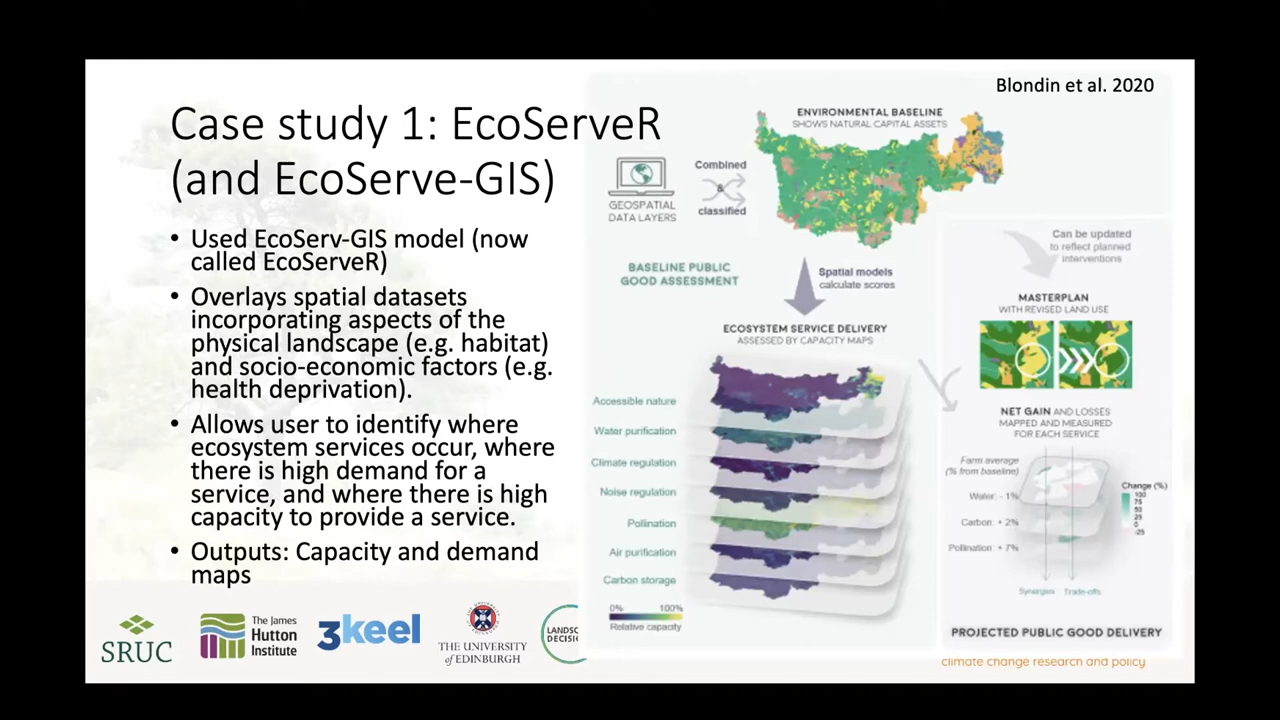 Blondin et al. 2020
Case study 1: EcoServeR
(and EcoServe-GIS)
• Used EcoServ-GIS model (now
called EcoServeR)
• Overlays spatial datasets
incorporating aspects of the
physical landscape (e.g. habitat)
and socio-economic factors (e.g.
health deprivation).
• Allows user to identify where
ecosystem services occur, where
there is high demand for a
service, and where there is high
capacity to provide a service.
• Outputs: Capacity and demand
maps
ENVIRONMENTAL BASELINE
SHOWS NATURAL CAPITAL ASSETS
GEOSPATIAL
DATA LAYERS
Combined
&
classified
BASELINE PUBLIC
GOOD ASSESSMENT
Spatial models
calculate scores
ECOSYSTEM SERVICE DELIVERY
ASSESSED BY CAPACITY MAPS
Accessible nature
Water purification
Climate regulation
Noise regulation
Pollination
Air purification
Carbon storage
0% 100%
Relative capacity
Can be updated
to reflect planned
interventions
MASTERPLAN
WITH REVISED LAND USE
NET GAIN AND LOSSES
MAPPED AND MEASURED
FOR EACH SERVICE
Farm average
(% from baseline)
Water: - 1%
Carbon: + 2%
Pollination: + 7%
Change (%)
100
75
50
25
0
-25
Synergies Trade-offs
PROJECTED PUBLIC GOOD DELIVERY
SRUC
The James
Hutton
Institute
3keel
THE UNIVERSITY
of EDINBURGH
LANDSC
DECISI
climate change research and policy